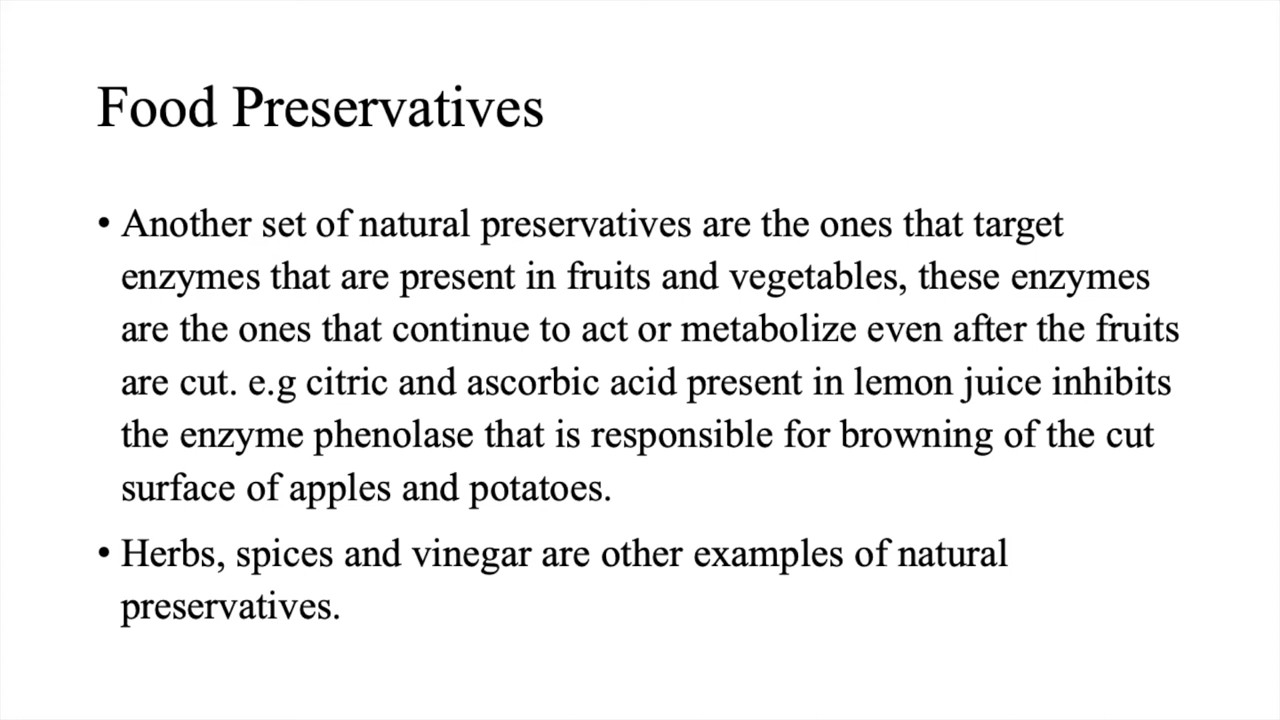 Food Preservatives
• Another set of natural preservatives are the ones that target
enzymes that are present in fruits and vegetables, these enzymes
are the ones that continue to act or metabolize even after the fruits
are cut. e.g citric and ascorbic acid present in lemon juice inhibits
the enzyme phenolase that is responsible for browning of the cut
surface of apples and potatoes.
• Herbs, spices and vinegar are other examples of natural
preservatives.